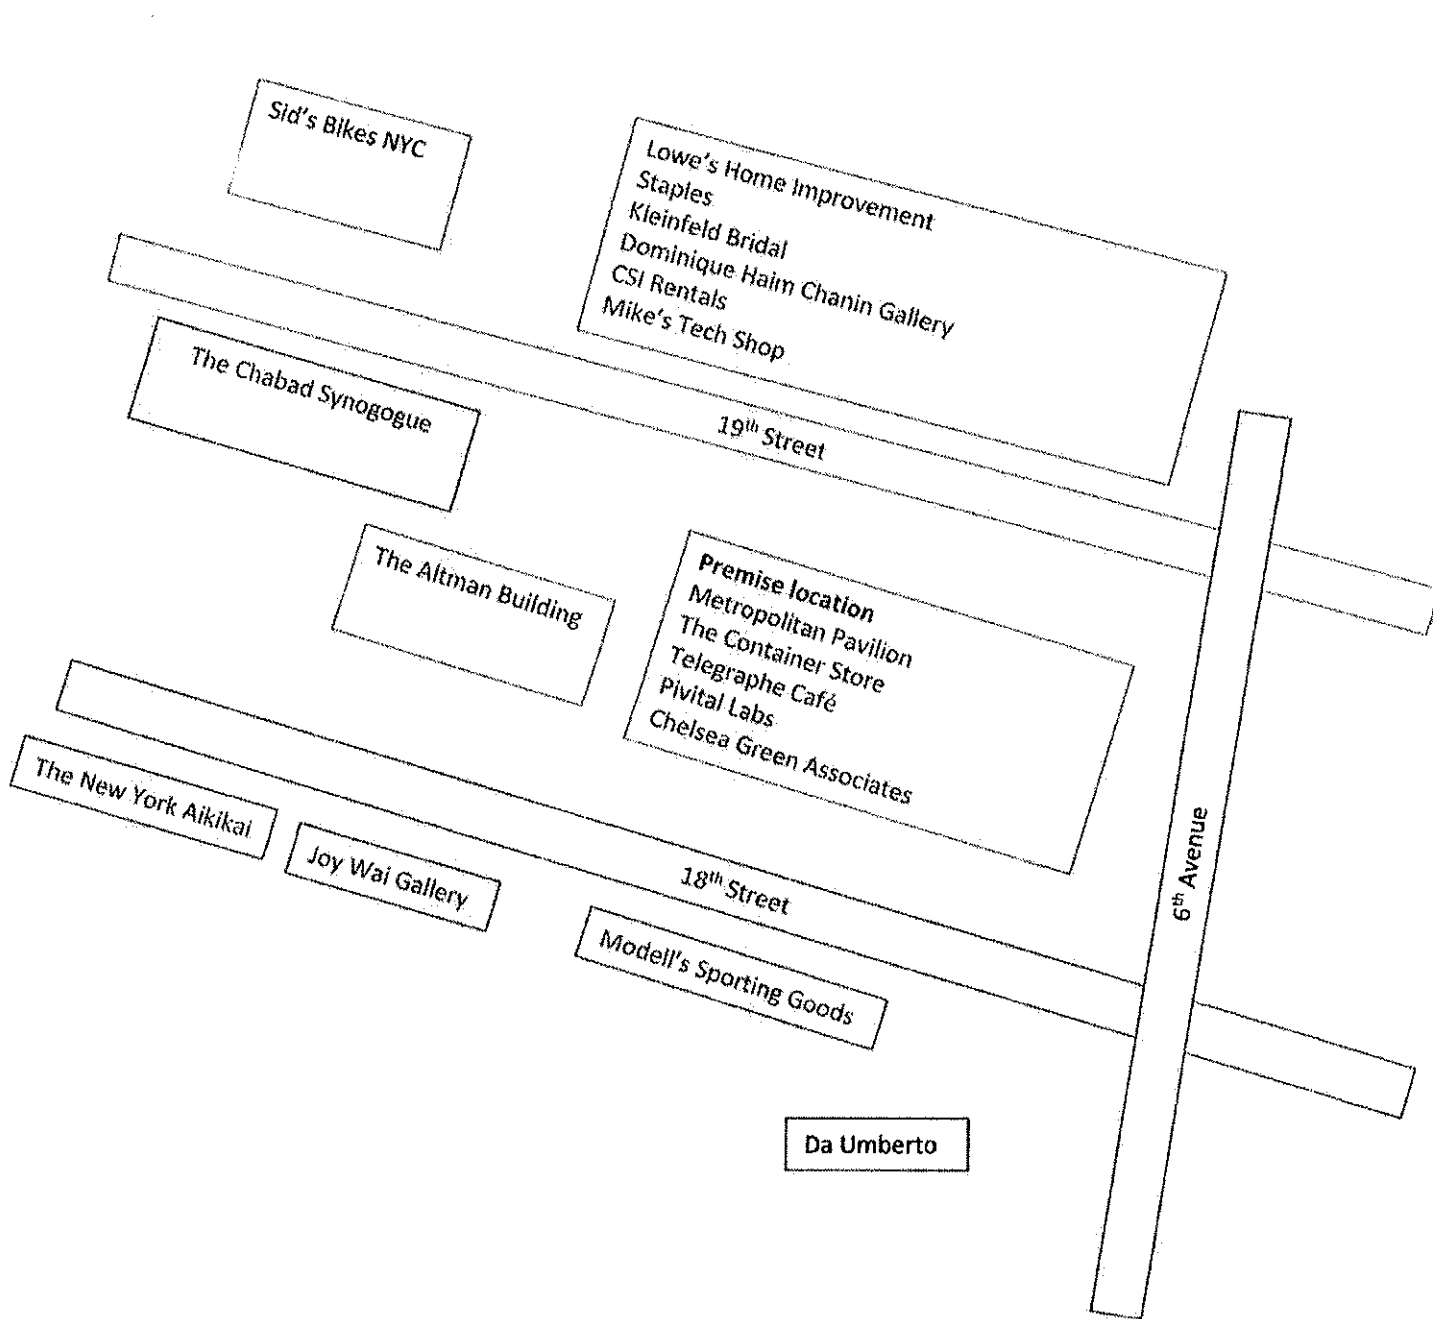 Sid's Bikes NYC
Lowe's Home Improvement
Staples
Kleinfeld Bridal
Dominique Haim Chanin Gallery
CSI Rentals
Mike's Tech Shop
19th Street
The Chabad Synogogue
The Altman Building
Premise location
Metropolitan Pavilion
The Container Store
Telegraphe Café
Pivital Labs
Chelsea Green Associates
6th Avenue
18th Street
The New York Aikikai
Joy Wai Gallery
Modell's Sporting Goods
Da Umberto